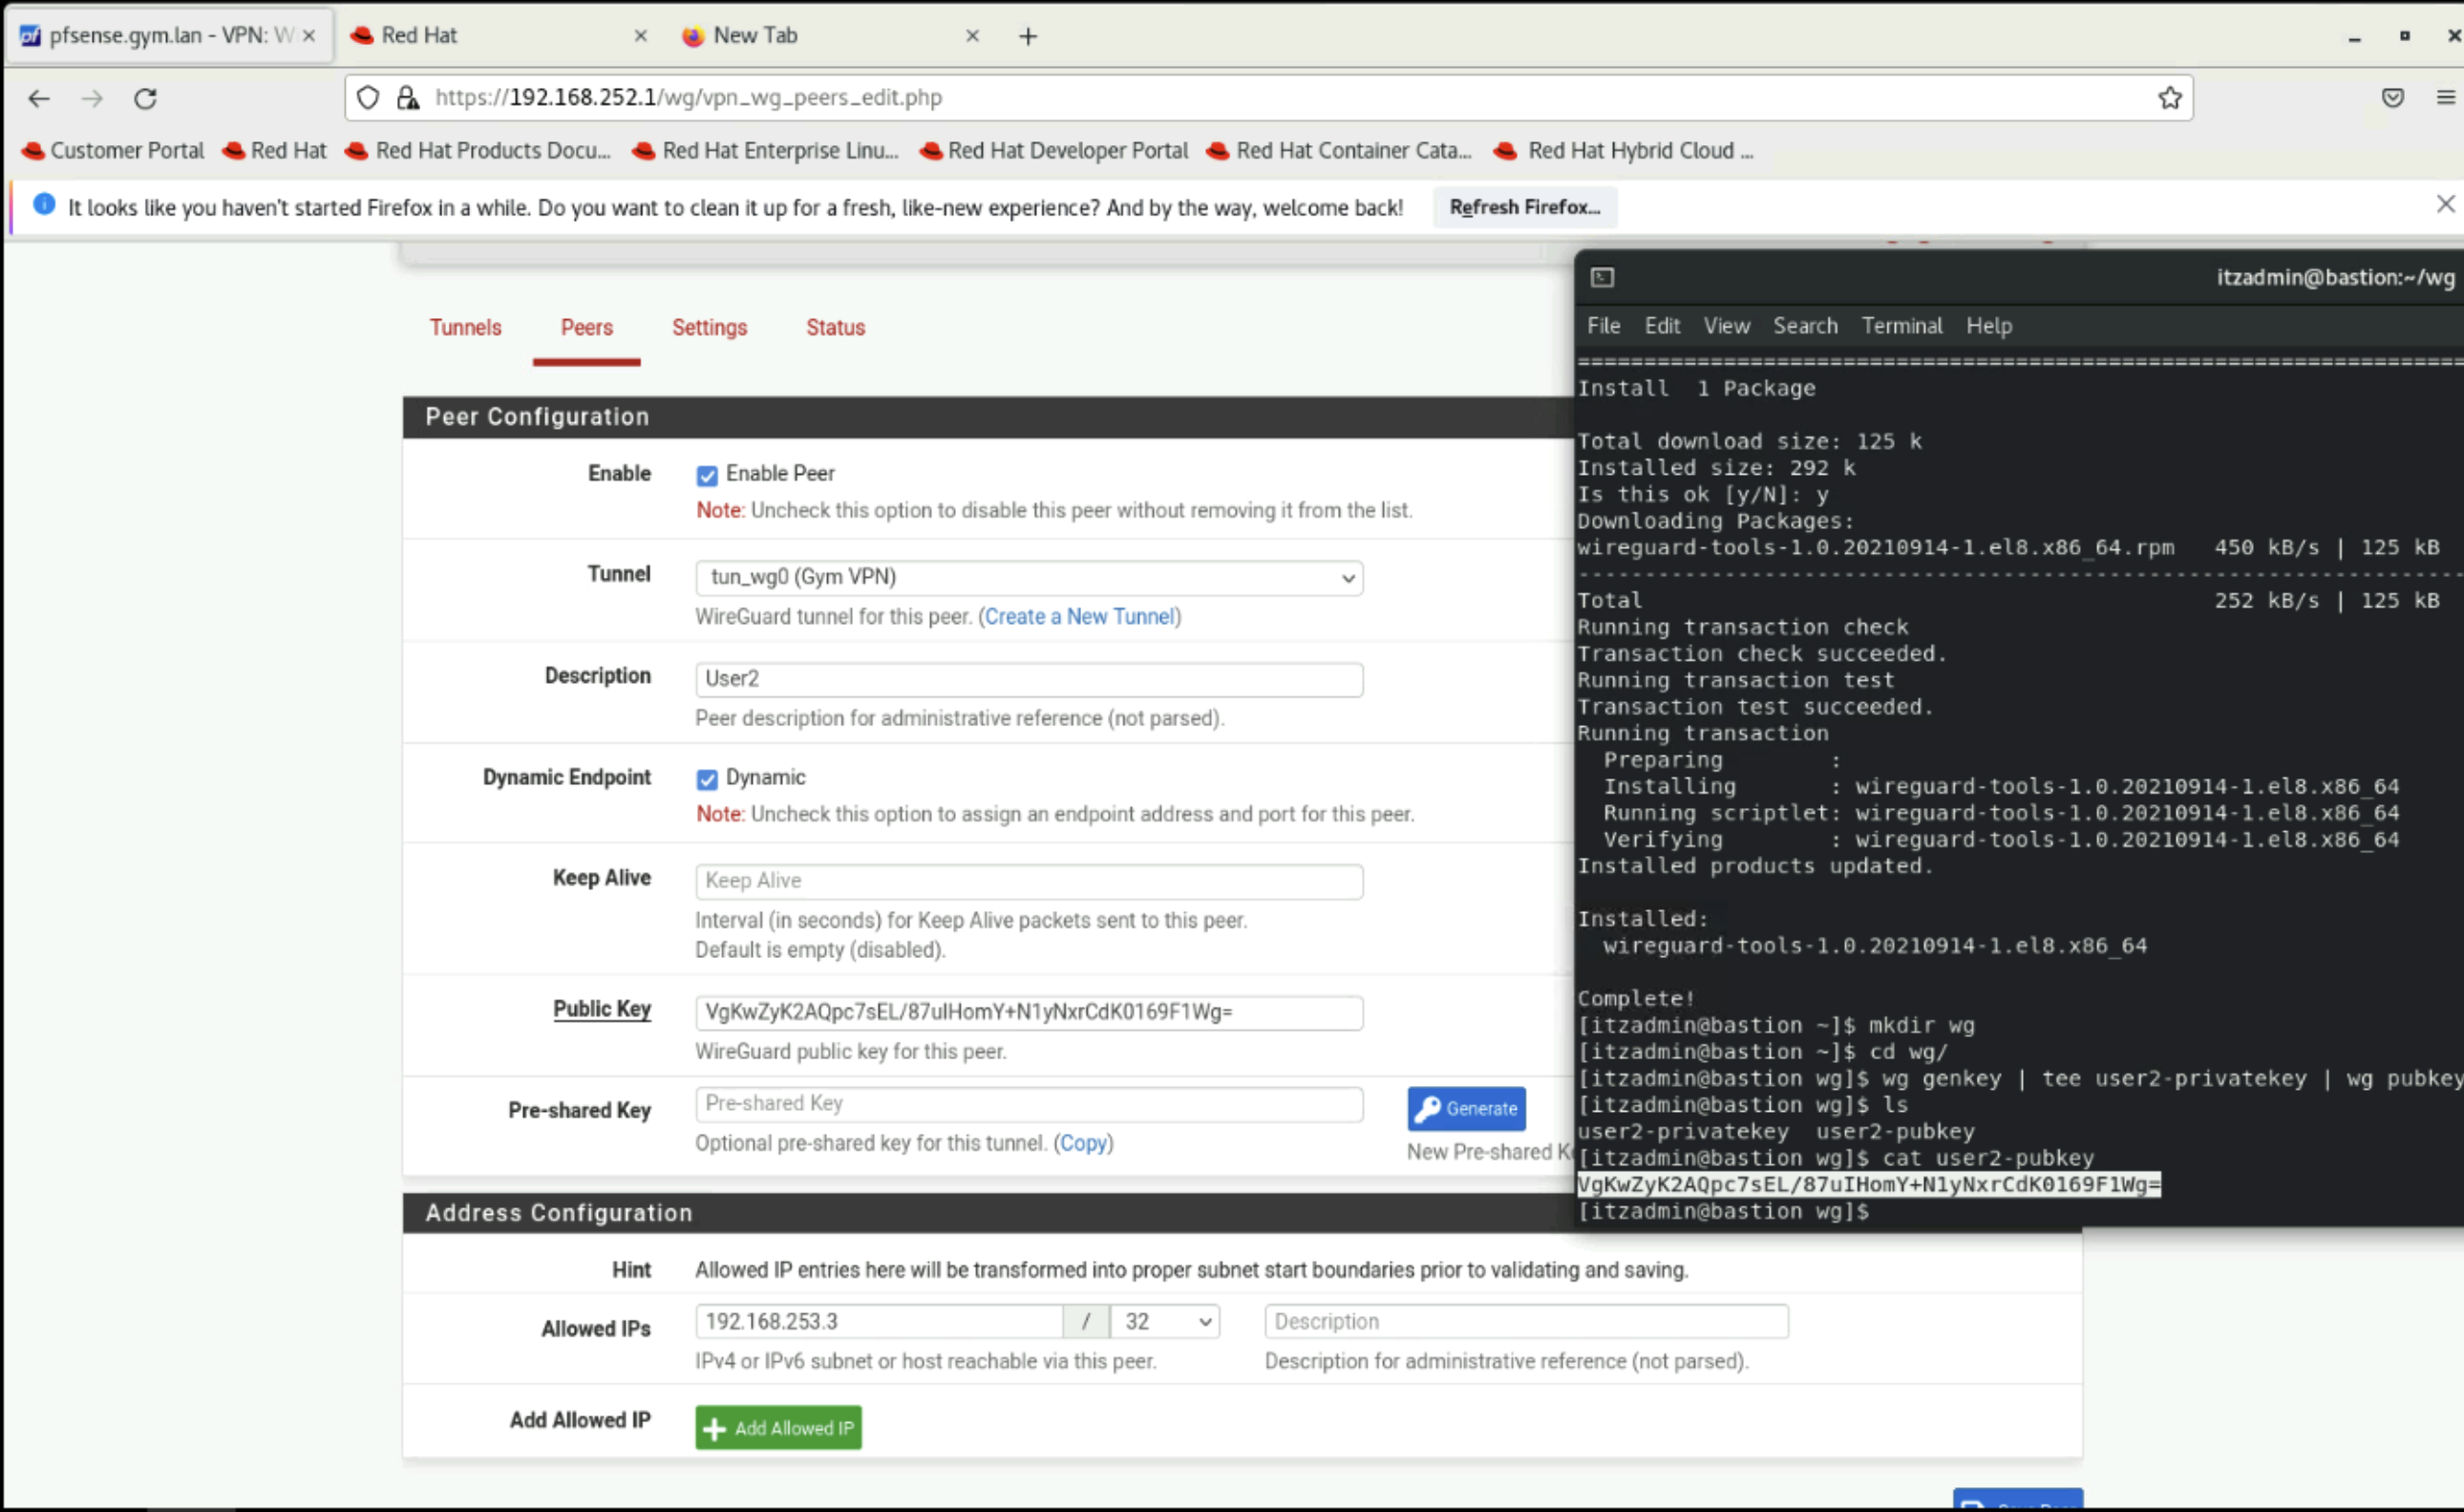 pfsense.gym.lan - VPN: W
Red Hat
New Tab
https://192.168.252.1/wg/vpn_wg_peers_edit.php
Customer Portal
Red Hat
Red Hat Products Docu...
Red Hat Enterprise Linu...
Red Hat Developer Portal
Red Hat Container Cata...
Red Hat Hybrid Cloud ...
It looks like you haven't started Firefox in a while. Do you want to clean it up for a fresh, like-new experience? And by the way, welcome back!
Refresh Firefox...
Tunnels
Peers
Settings
Status
Peer Configuration
Enable
Enable Peer
Note: Uncheck this option to disable this peer without removing it from the list.
Tunnel
tun_wg0 (Gym VPN)
WireGuard tunnel for this peer. (Create a New Tunnel)
Description
User2
Peer description for administrative reference (not parsed).
Dynamic Endpoint
Dynamic
Note: Uncheck this option to assign an endpoint address and port for this peer.
Keep Alive
Keep Alive
Interval (in seconds) for Keep Alive packets sent to this peer.
Default is empty (disabled).
Public Key
VgKwZyK2AQpc7sEL/87uIHomY+N1yNxrCdK0169F1Wg=
WireGuard public key for this peer.
Pre-shared Key
Pre-shared Key
Generate
Optional pre-shared key for this tunnel. (Copy)
New Pre-shared K
Address Configuration
Hint
Allowed IP entries here will be transformed into proper subnet start boundaries prior to validating and saving.
Allowed IPs
192.168.253.3
/
32
Description
IPv4 or IPv6 subnet or host reachable via this peer.
Description for administrative reference (not parsed).
Add Allowed IP
Add Allowed IP
itzadmin@bastion:~/wg
File Edit View Search Terminal Help
================================================================================
Install 1 Package
Total download size: 125 k
Installed size: 292 k
Is this ok [y/N]: y
Downloading Packages:
wireguard-tools-1.0.20210914-1.el8.x86_64.rpm 450 kB/s | 125 kB
--------------------------------------------------------------------------------
Total 252 kB/s | 125 kB
Running transaction check
Transaction check succeeded.
Running transaction test
Transaction test succeeded.
Running transaction
Preparing :
Installing : wireguard-tools-1.0.20210914-1.el8.x86_64
Running scriptlet: wireguard-tools-1.0.20210914-1.el8.x86_64
Verifying : wireguard-tools-1.0.20210914-1.el8.x86_64
Installed products updated.
Installed:
wireguard-tools-1.0.20210914-1.el8.x86_64
Complete!
[itzadmin@bastion ~]$ mkdir wg
[itzadmin@bastion ~]$ cd wg/
[itzadmin@bastion wg]$ wg genkey | tee user2-privatekey | wg pubkey
[itzadmin@bastion wg]$ ls
user2-privatekey user2-pubkey
[itzadmin@bastion wg]$ cat user2-pubkey
VgKwZyK2AQpc7sEL/87uIHomY+N1yNxrCdK0169F1Wg=
[itzadmin@bastion wg]$